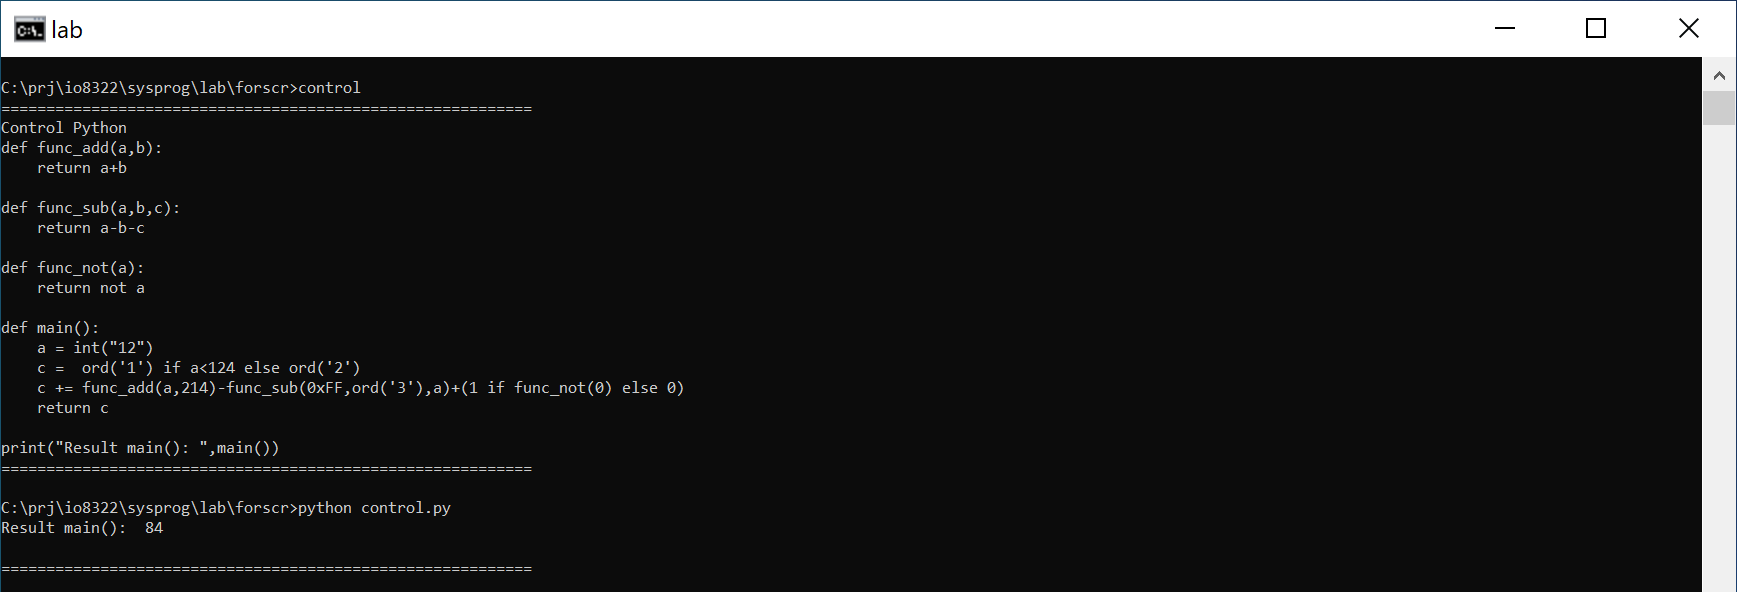 C:\_ lab
C:\prj\io8322\sysprog\lab\forscr>control
===========================================================
Control Python
def func_add(a,b):
    return a+b
def func_sub(a,b,c):
    return a-b-c
def func_not(a):
    return not a
def main():
    a = int("12")
    c =  ord('1') if a<124 else ord('2')
    c += func_add(a,214)-func_sub(0xFF,ord('3'),a)+(1 if func_not(0) else 0)
    return c
print("Result main(): ",main())
===========================================================
C:\prj\io8322\sysprog\lab\forscr>python control.py
Result main():  84
===========================================================